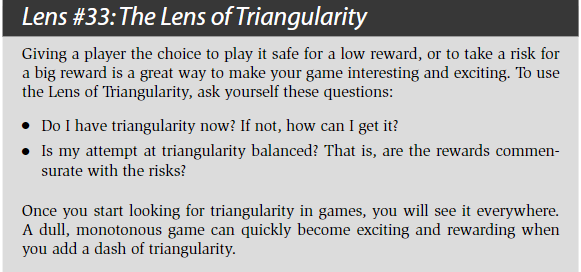 Lens #33: The Lens of Triangularity
Giving a player the choice to play it safe for a low reward, or to take a risk for
a big reward is a great way to make your game interesting and exciting. To use
the Lens of Triangularity, ask yourself these questions:
● Do I have triangularity now? If not, how can I get it?
● Is my attempt at triangularity balanced? That is, are the rewards commen-
surate with the risks?
Once you start looking for triangularity in games, you will see it everywhere.
A dull, monotonous game can quickly become exciting and rewarding when
you add a dash of triangularity.